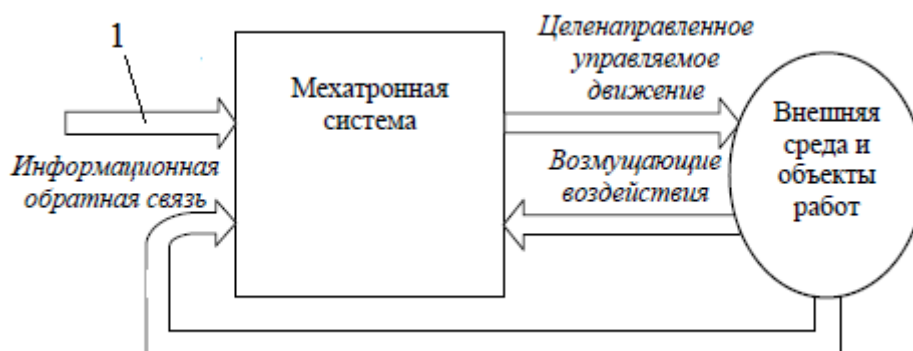 1
Мехатронная
система
Целенаправленное
управляемое
движение
Внешняя
среда и
объекты
работ
Информационная
обратная связь
Возмущающие
воздействия